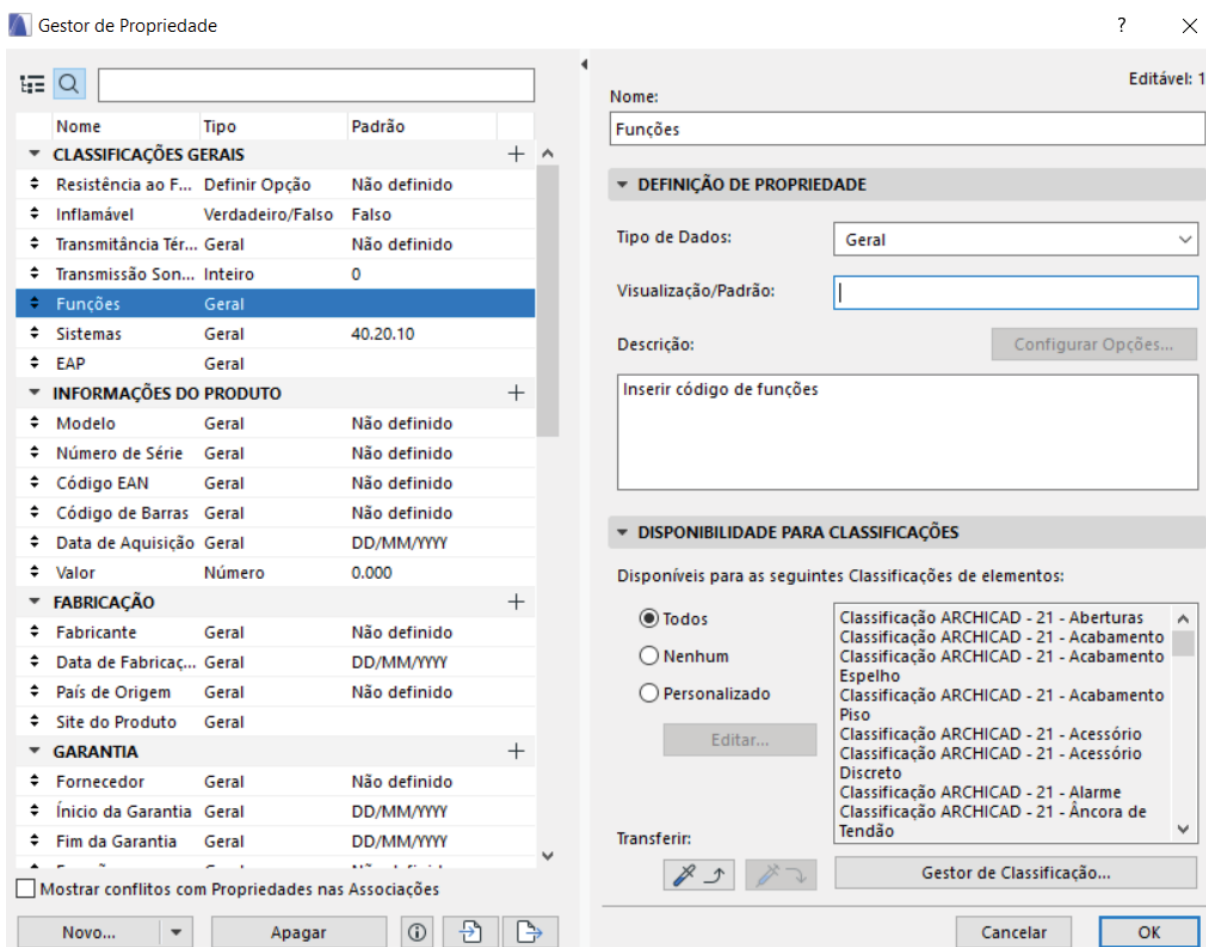 Gestor de Propriedade
?
Nome Tipo Padrão
CLASSIFICAÇÕES GERAIS
Resistência ao F... Definir Opção Não definido
Inflamável Verdadeiro/Falso Falso
Transmitância Tér... Geral Não definido
Transmissão Son... Inteiro 0
Funções Geral
Sistemas Geral 40.20.10
EAP Geral
INFORMAÇÕES DO PRODUTO
Modelo Geral Não definido
Número de Série Geral Não definido
Código EAN Geral Não definido
Código de Barras Geral Não definido
Data de Aquisição Geral DD/MM/YYYY
Valor Número 0.000
FABRICAÇÃO
Fabricante Geral Não definido
Data de Fabricaç... Geral DD/MM/YYYY
País de Origem Geral Não definido
Site do Produto Geral
GARANTIA
Fornecedor Geral Não definido
Ínicio da Garantia Geral DD/MM/YYYY
Fim da Garantia Geral DD/MM/YYYY
Mostrar conflitos com Propriedades nas Associações
Novo... Apagar
Editável: 1
Nome:
Funções
DEFINIÇÃO DE PROPRIEDADE
Tipo de Dados: Geral
Visualização/Padrão:
Descrição: Configurar Opções...
Inserir código de funções
DISPONIBILIDADE PARA CLASSIFICAÇÕES
Disponíveis para as seguintes Classificações de elementos:
Todos
Nenhum
Personalizado
Editar...
Classificação ARCHICAD - 21 - Aberturas
Classificação ARCHICAD - 21 - Acabamento
Classificação ARCHICAD - 21 - Acabamento
Espelho
Classificação ARCHICAD - 21 - Acabamento
Piso
Classificação ARCHICAD - 21 - Acessório
Classificação ARCHICAD - 21 - Acessório
Discreto
Classificação ARCHICAD - 21 - Alarme
Classificação ARCHICAD - 21 - Âncora de
Tendão
Transferir:
Gestor de Classificação...
Cancelar OK